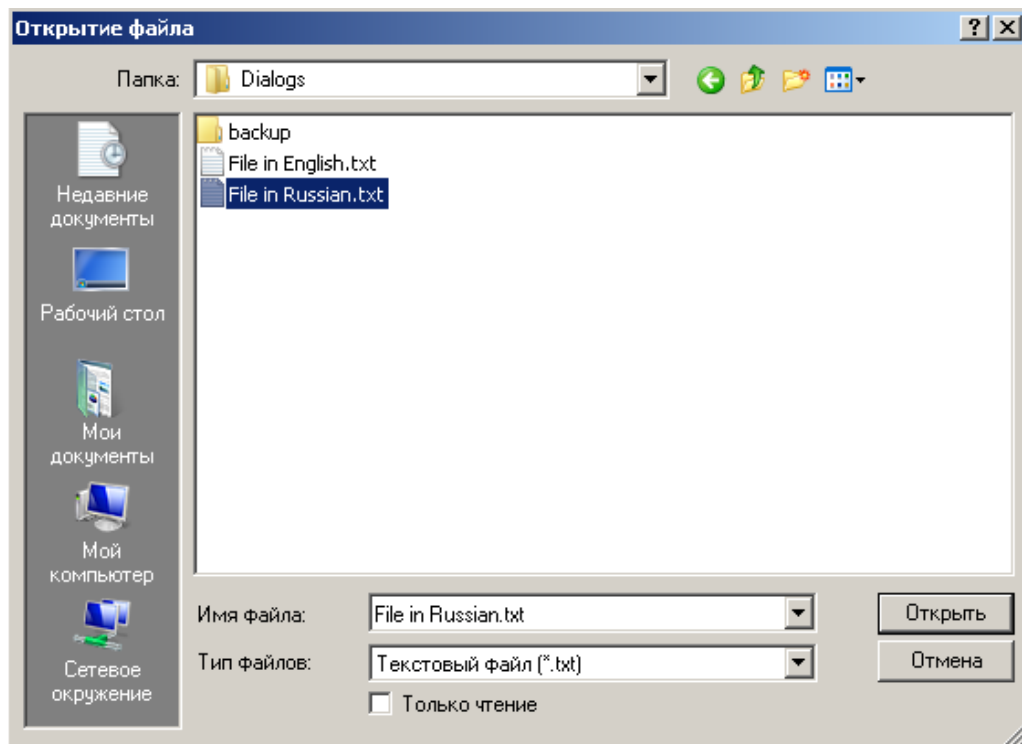 Открытие файла
Папка:
Dialogs
backup
File in English.txt
File in Russian.txt
Недавние
документы
Рабочий стол
Мои
документы
Мой
компьютер
Сетевое
окружение
Имя файла:
File in Russian.txt
Открыть
Тип файлов:
Текстовый файл (*.txt)
Отмена
Только чтение